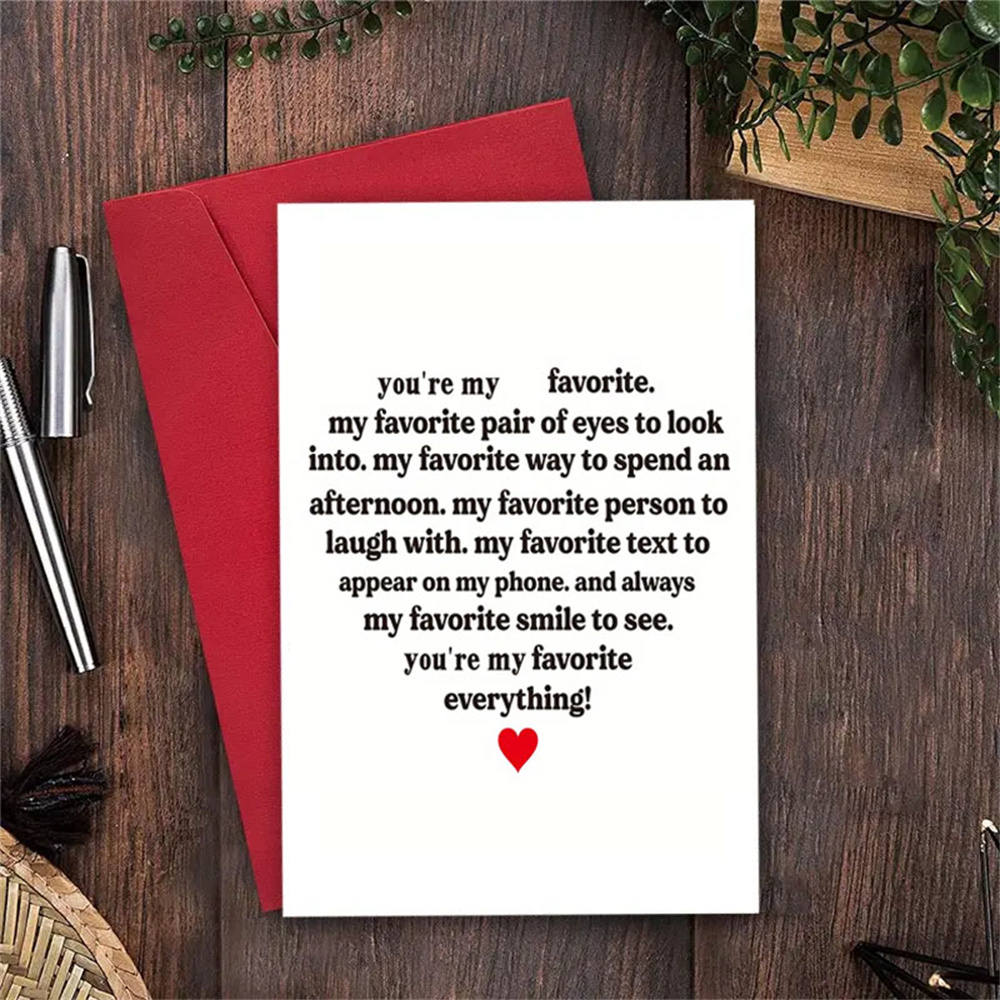 you're my favorite.
my favorite pair of eyes to look
into. my favorite way to spend an
afternoon. my favorite person to
laugh with. my favorite text to
appear on my phone. and always
my favorite smile to see.
you're my favorite
everything!